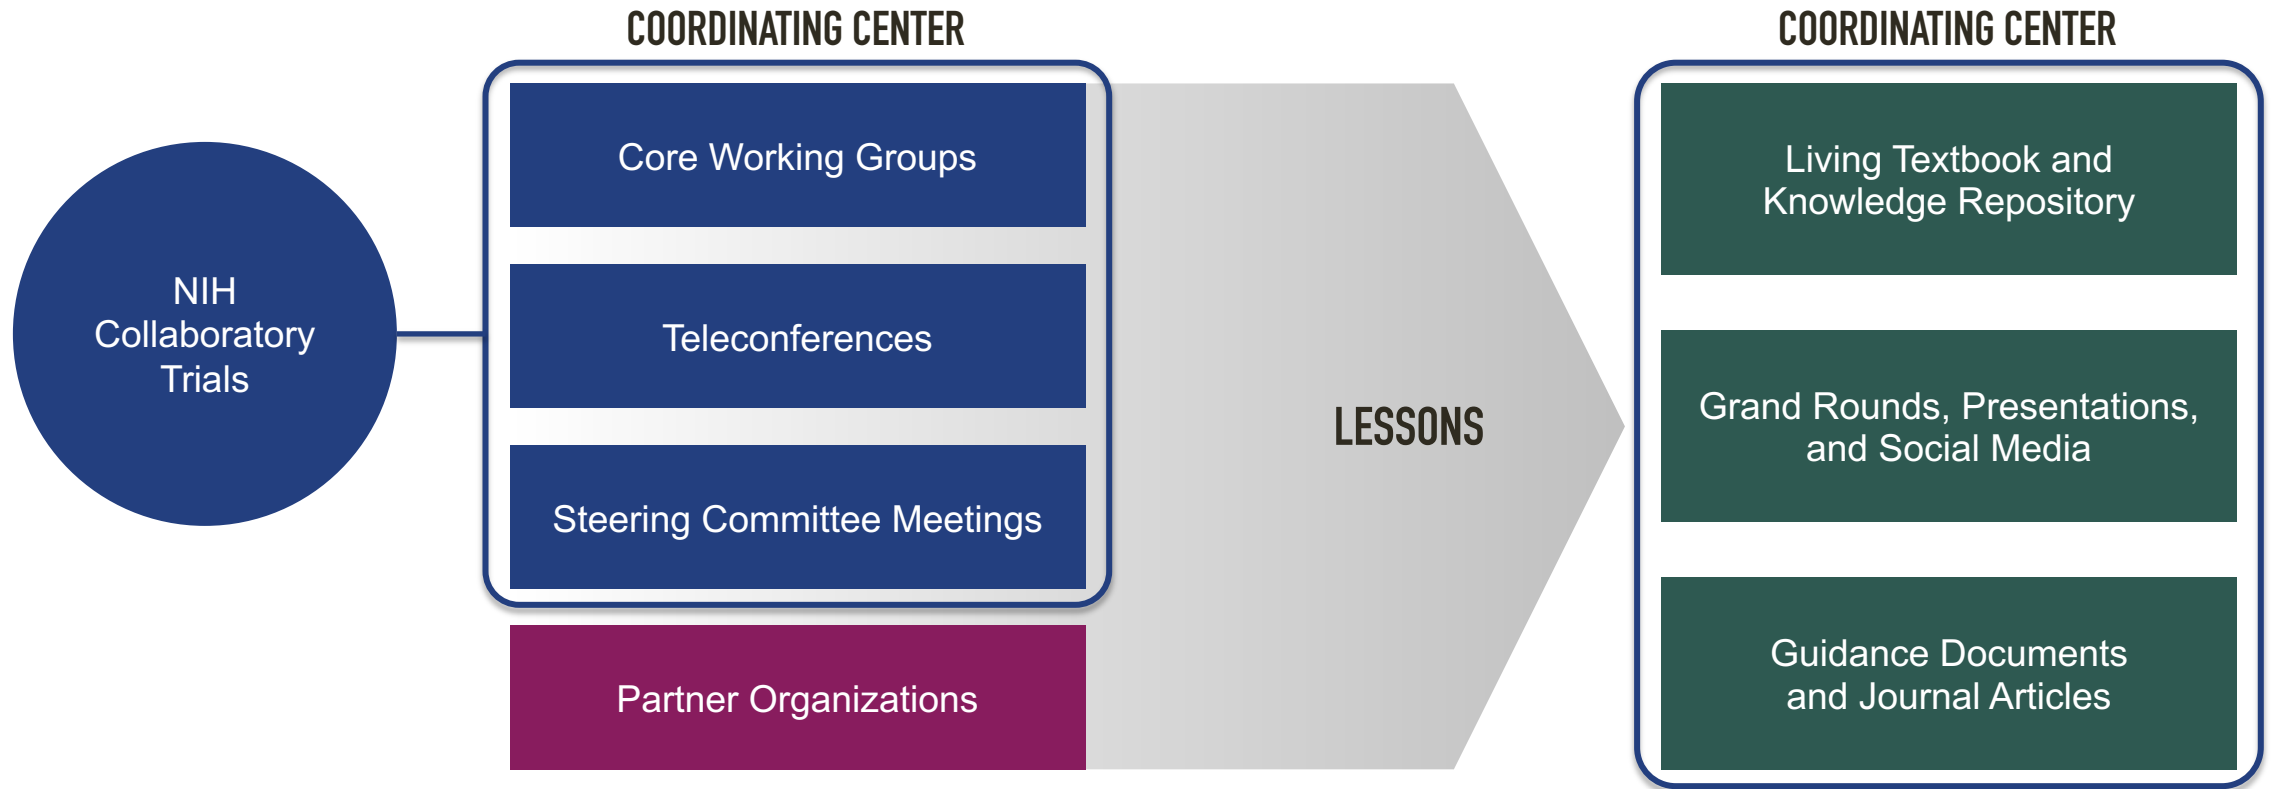 COORDINATING CENTER
NIH
Collaboratory
Trials
Core Working Groups
Teleconferences
Steering Committee Meetings
Partner Organizations
LESSONS
COORDINATING CENTER
Living Textbook and
Knowledge Repository
Grand Rounds, Presentations,
and Social Media
Guidance Documents
and Journal Articles